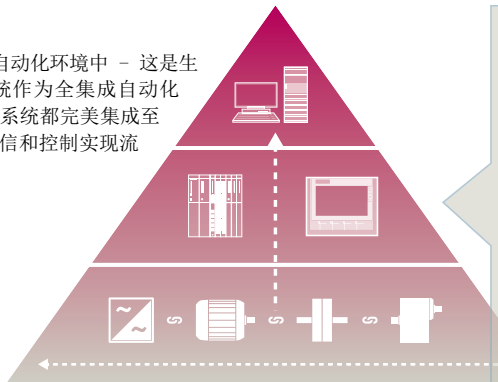 自动化环境中 – 这是生
统作为全集成自动化
系统都完美集成至
信和控制实现流